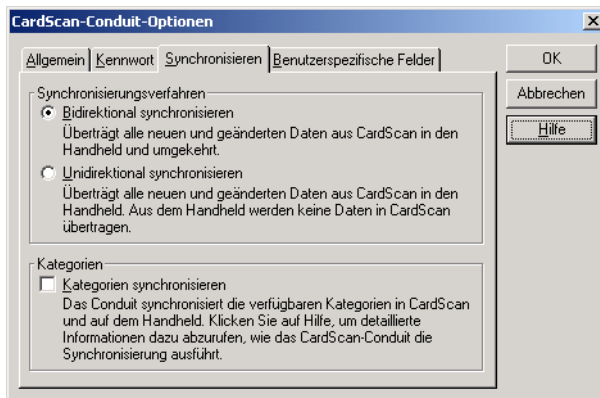 CardScan-Conduit-Optionen
Allgemein Kennwort Synchronisieren Benutzerspezifische Felder
OK
Abbrechen
Hilfe
Synchronisierungsverfahren
Bidirektional synchronisieren
Überträgt alle neuen und geänderten Daten aus CardScan in den
Handheld und umgekehrt.
Unidirektional synchronisieren
Überträgt alle neuen und geänderten Daten aus CardScan in den
Handheld. Aus dem Handheld werden keine Daten in CardScan
übertragen.
Kategorien
Kategorien synchronisieren
Das Conduit synchronisiert die verfügbaren Kategorien in CardScan
und auf dem Handheld. Klicken Sie auf Hilfe, um detaillierte
Informationen dazu abzurufen, wie das CardScan-Conduit die
Synchronisierung ausführt.